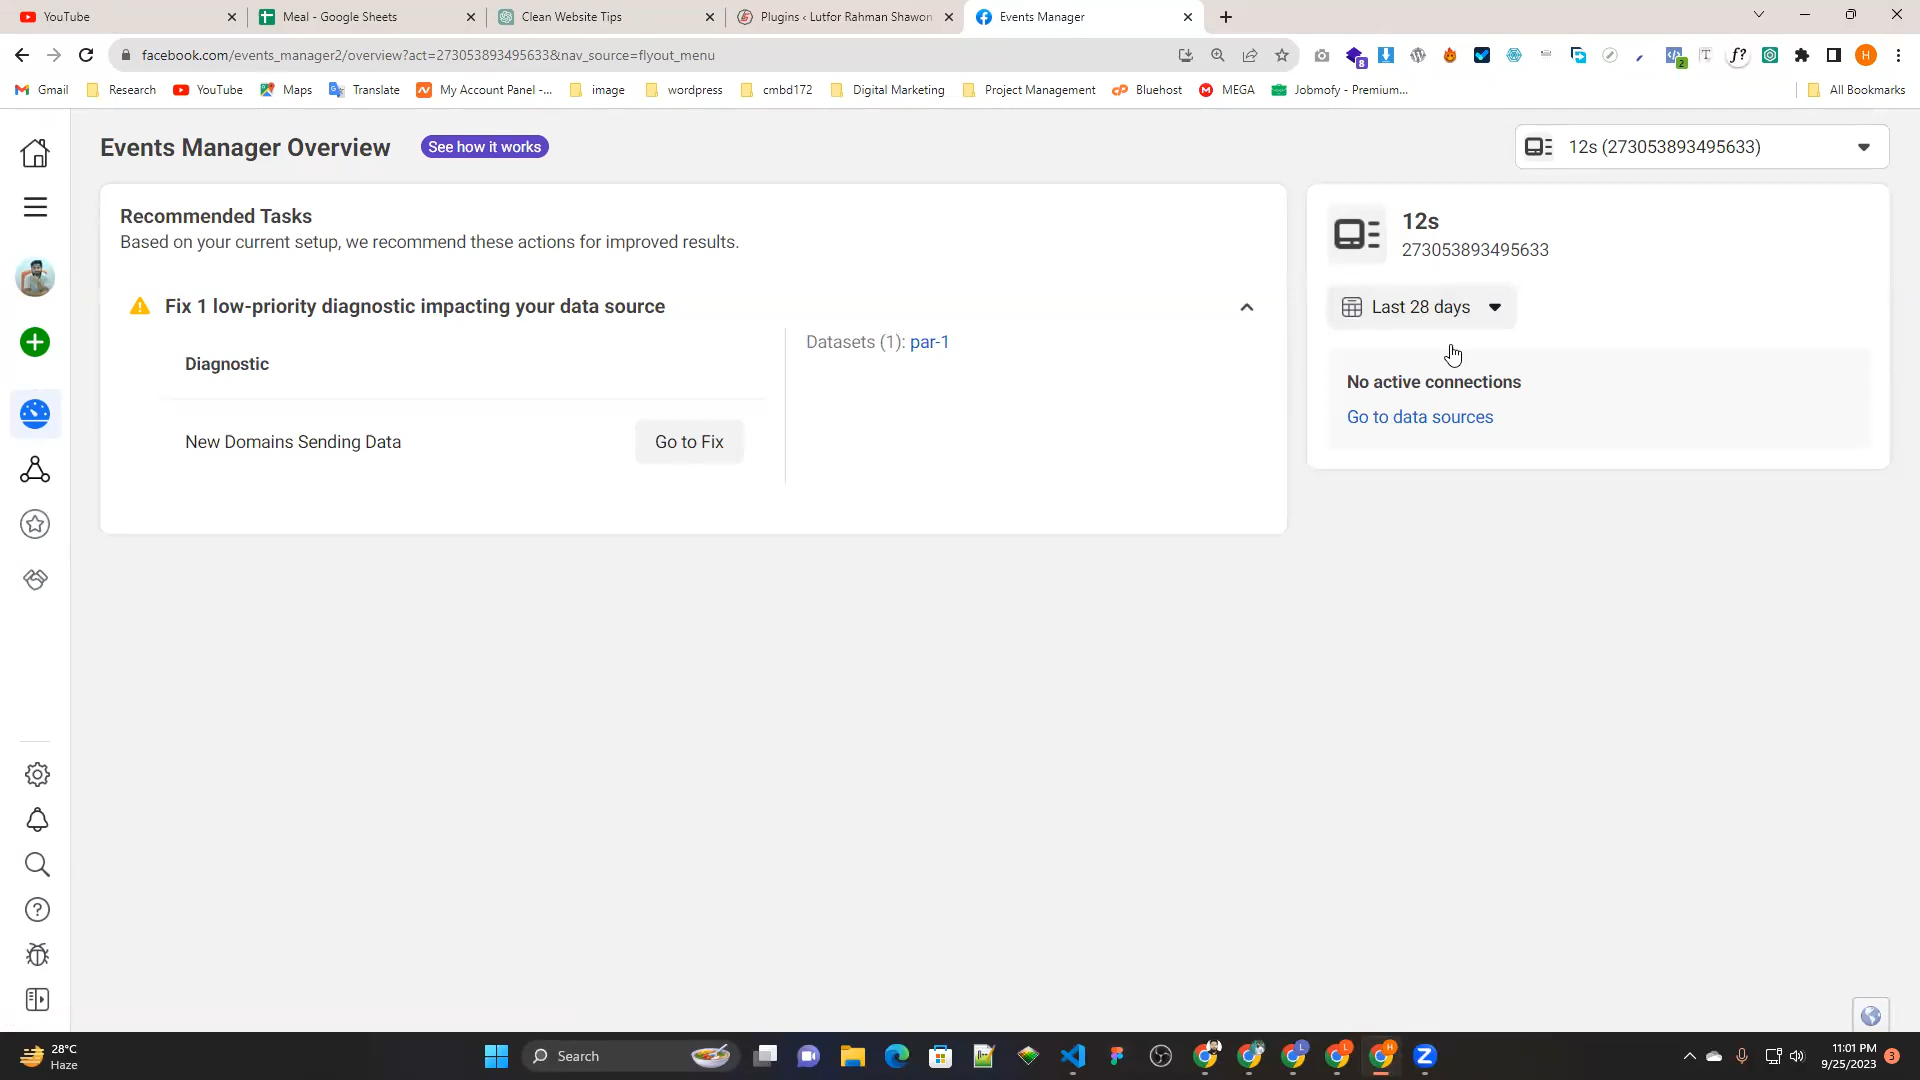 YouTube
Meal - Google Sheets
Clean Website Tips
Plugins ‹ Lutfor Rahman Shawon
Events Manager
facebook.com/events_manager2/overview?act=273053893495633&nav_source=flyout_menu
8
2
f?
H
Gmail
Research
YouTube
Maps
Translate
My Account Panel -...
image
wordpress
cmbd172
Digital Marketing
Project Management
Bluehost
MEGA
Jobmofy - Premium...
All Bookmarks
Events Manager Overview
See how it works
12s (273053893495633)
Recommended Tasks
Based on your current setup, we recommend these actions for improved results.
Fix 1 low-priority diagnostic impacting your data source
Diagnostic
New Domains Sending Data
Go to Fix
Datasets (1): par-1
12s
273053893495633
Last 28 days
No active connections
Go to data sources
28°C
Haze
Search
11:01 PM
9/25/2023
3